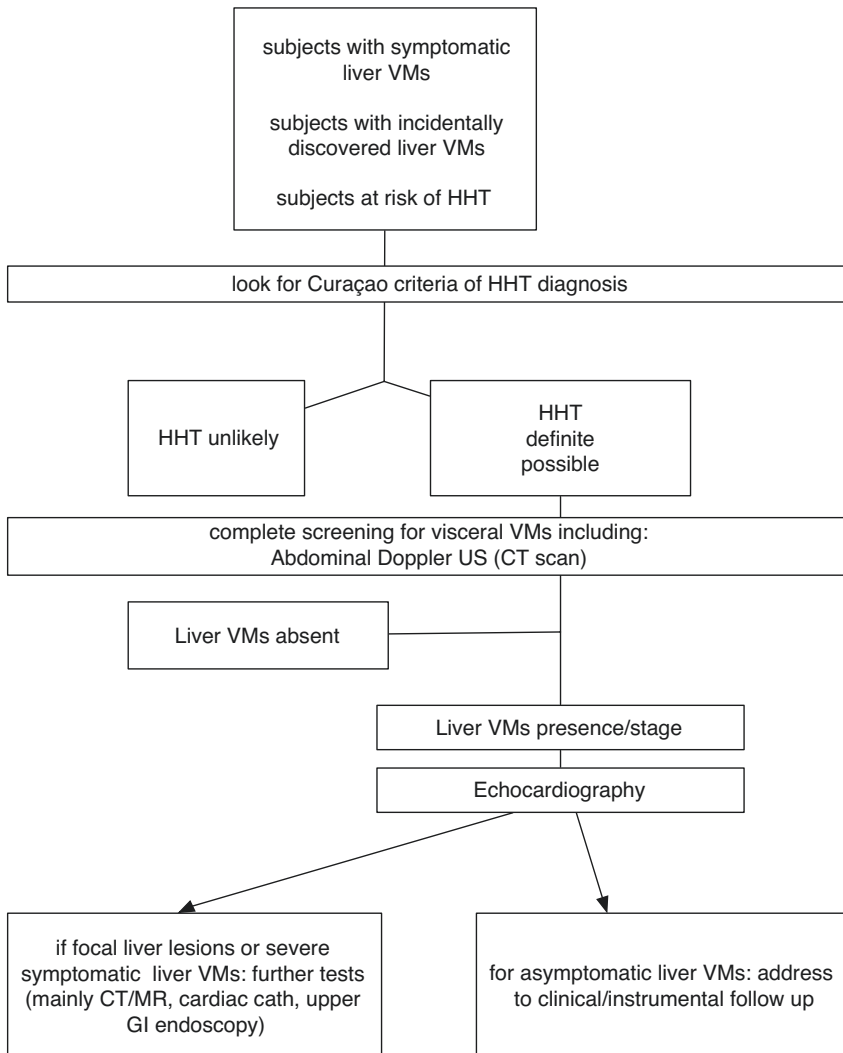 subjects with symptomatic
liver VMs
subjects with incidentally
discovered liver VMs
subjects at risk of HHT
look for Curaçao criteria of HHT diagnosis
HHT unlikely
HHT
definite
possible
complete screening for visceral VMs including:
Abdominal Doppler US (CT scan)
Liver VMs absent
Liver VMs presence/stage
Echocardiography
if focal liver lesions or severe
symptomatic liver VMs: further tests
(mainly CT/MR, cardiac cath, upper
GI endoscopy)
for asymptomatic liver VMs: address
to clinical/instrumental follow up